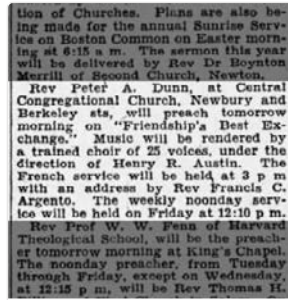 tion of Churches. Plans are also be-
ing made for the annual Sunrise Serv-
ice on Boston Common on Easter morn-
ing at 6:15 a m. The sermon this year
will be delivered by Rev Dr Boynton
Merrill of Second Church, Newton.
Rev Peter A. Dunn, at Central
Congregational Church, Newbury and
Berkeley sts, will preach tomorrow
morning on "Friendship's Best Ex-
change." Music will be rendered by
a trained choir of 25 voices, under the
direction of Henry R. Austin. The
French service will be held at 3 p m
with an address by Rev Francis C.
Argento. The weekly noonday serv-
ice will be held on Friday at 12:10 p m.
Rev Prof W. W. Fenn of Harvard
Theological School, will be the preach-
er tomorrow morning at King's Chapel.
The noonday preacher, from Tuesday
through Friday, except on Wednesday,
at 12:15 p m, will be Rev Thomas H.